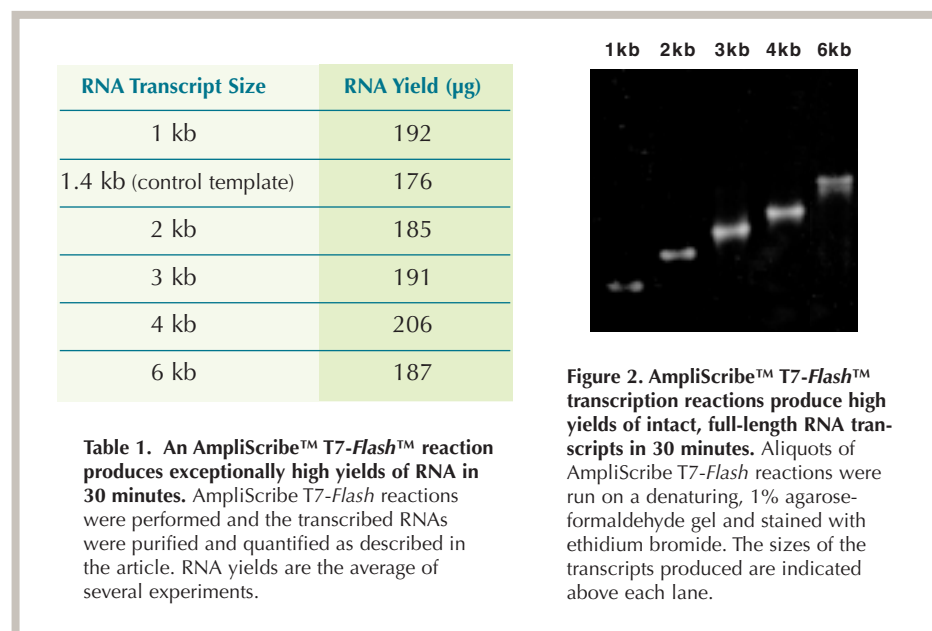 RNA Transcript Size RNA Yield (µg)
1 kb 192
1.4 kb (control template) 176
2 kb 185
3 kb 191
4 kb 206
6 kb 187
Table 1. An AmpliScribe™ T7-Flash™ reaction
produces exceptionally high yields of RNA in
30 minutes. AmpliScribe T7-Flash reactions
were performed and the transcribed RNAs
were purified and quantified as described in
the article. RNA yields are the average of
several experiments.
1kb 2kb 3kb 4kb 6kb
Figure 2. AmpliScribe™ T7-Flash™
transcription reactions produce high
yields of intact, full-length RNA tran-
scripts in 30 minutes. Aliquots of
AmpliScribe T7-Flash reactions were
run on a denaturing, 1% agarose-
formaldehyde gel and stained with
ethidium bromide. The sizes of the
transcripts produced are indicated
above each lane.